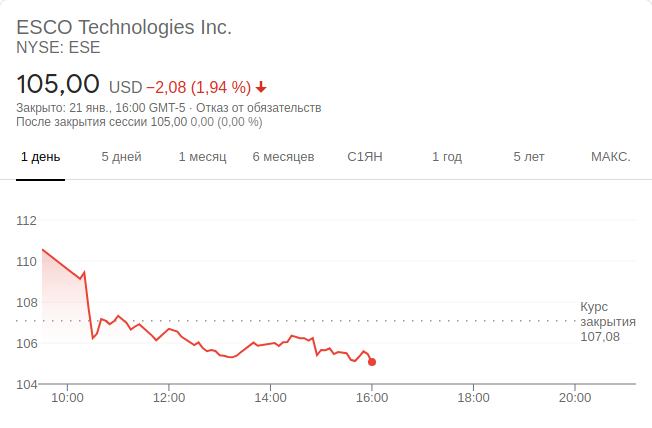 ESCO Technologies Inc.
NYSE: ESE
105,00 USD −2,08 (1,94 %)
Закрыто: 21 янв., 16:00 GMT-5 · Отказ от обязательств
После закрытия сессии 105,00 0,00 (0,00 %)
1 день 5 дней 1 месяц 6 месяцев С1ЯН 1 год 5 лет МАКС.
112
110
108
Курс
закрытия
107,08
106
104
10:00 12:00 14:00 16:00 18:00 20:00